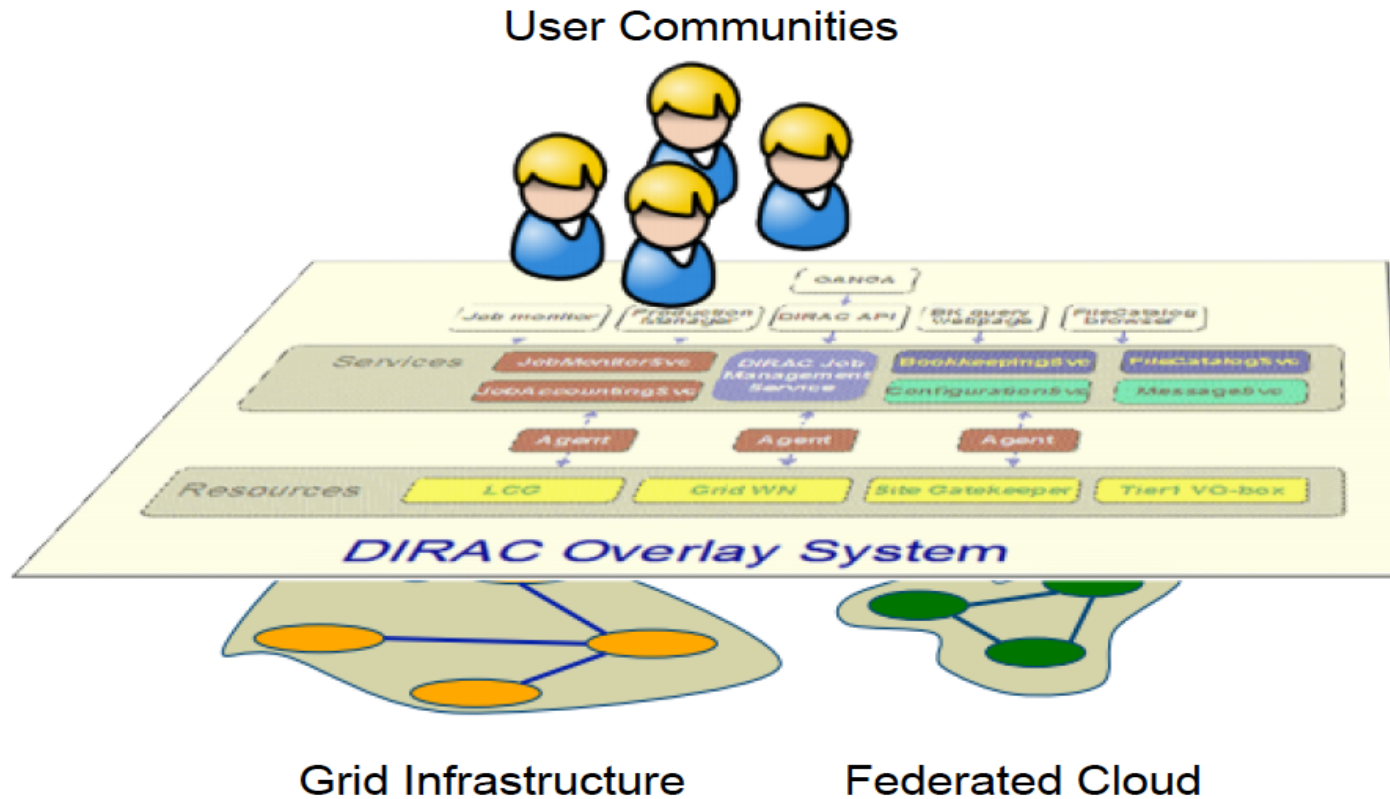 User Communities
GANGA
Job monitor
Production
Manager
DIRAC API
BK query
webpage
FileCatalog
browser
Services
JobMonitorSvc
DIRAC Job
Management
Service
BookkeepingSvc
FileCatalogSvc
JobAccountingSvc
ConfigurationSvc
MessageSvc
Agent
Agent
Agent
Resources
LCG
Grid WN
Site Gatekeeper
Tier1 VO-box
DIRAC Overlay System
Grid Infrastructure
Federated Cloud